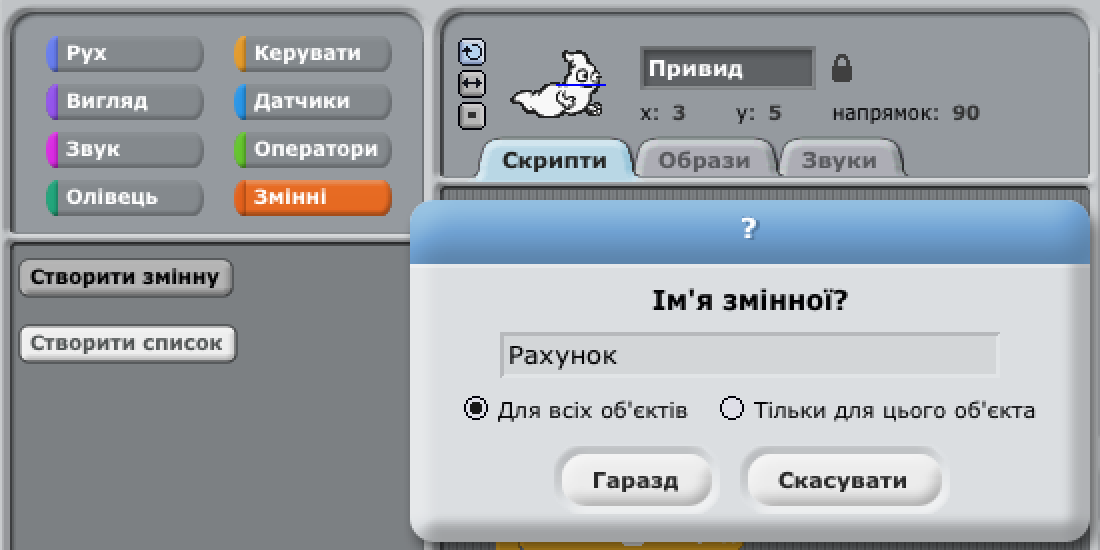 Рух
Керувати
Вигляд
Датчики
Звук
Оператори
Олівець
Змінні
Створити змінну
Створити список
Привид
x: 3 y: 5 напрямок: 90
Скрипти Образи Звуки
?
Ім'я змінної?
Рахунок
Для всіх об'єктів Тільки для цього об'єкта
Гаразд Скасувати